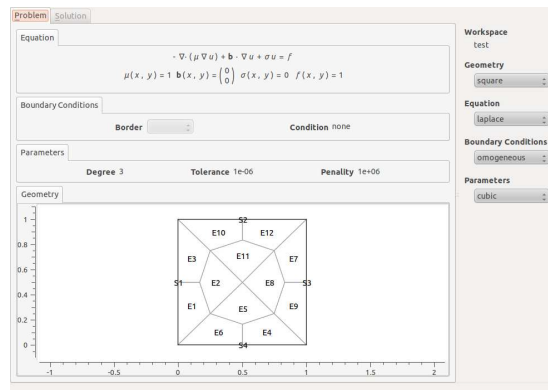 Problem Solution
Equation
- ∇· ( μ ∇ u ) + b · ∇ u + σ u = f
μ( x , y ) = 1 b( x , y ) = ( 0 0 ) σ( x , y ) = 0 f ( x , y ) = 1
Boundary Conditions
Border
Condition none
Parameters
Degree 3 Tolerance 1e-06 Penality 1e+06
Geometry
1
0.8
0.6
0.4
0.2
0
-1 -0.5 0 0.5 1 1.5 2
S2
E10 E12
E11
E3 E7
S1 E2 E8 S3
E1 E5 E9
E6 E4
S4
Workspace
test
Geometry
square
Equation
laplace
Boundary Conditions
omogeneous
Parameters
cubic